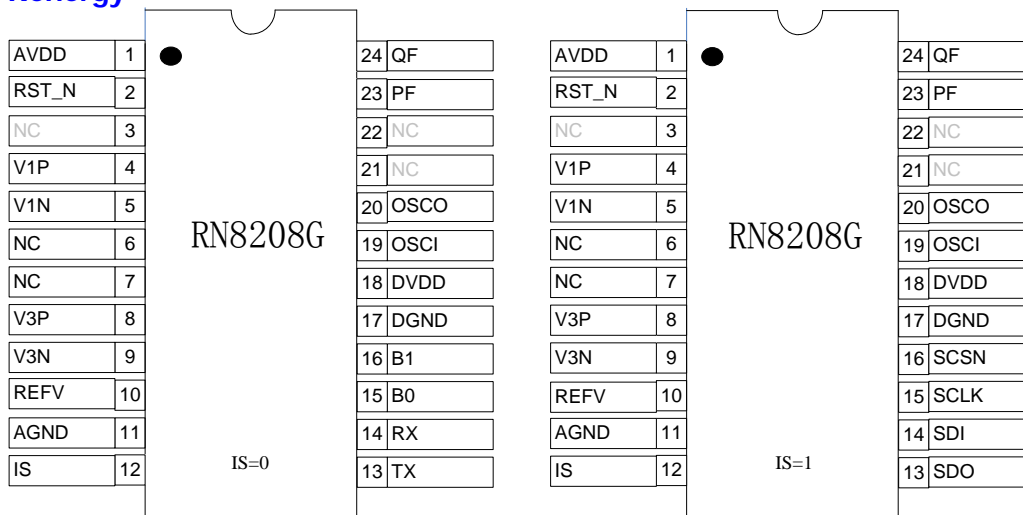 AVDD 1 24 QF AVDD 1 24 QF
RST_N 2 23 PF RST_N 2 23 PF
NC 3 22 NC NC 3 22 NC
V1P 4 21 NC V1P 4 21 NC
V1N 5 20 OSCO V1N 5 20 OSCO
RN8208G RN8208G
NC 6 19 OSCI NC 6 19 OSCI
NC 7 18 DVDD NC 7 18 DVDD
V3P 8 17 DGND V3P 8 17 DGND
V3N 9 16 B1 V3N 9 16 SCSN
REFV 10 15 B0 REFV 10 15 SCLK
AGND 11 14 RX AGND 11 14 SDI
IS 12 IS=0 13 TX IS 12 IS=1 13 SDO